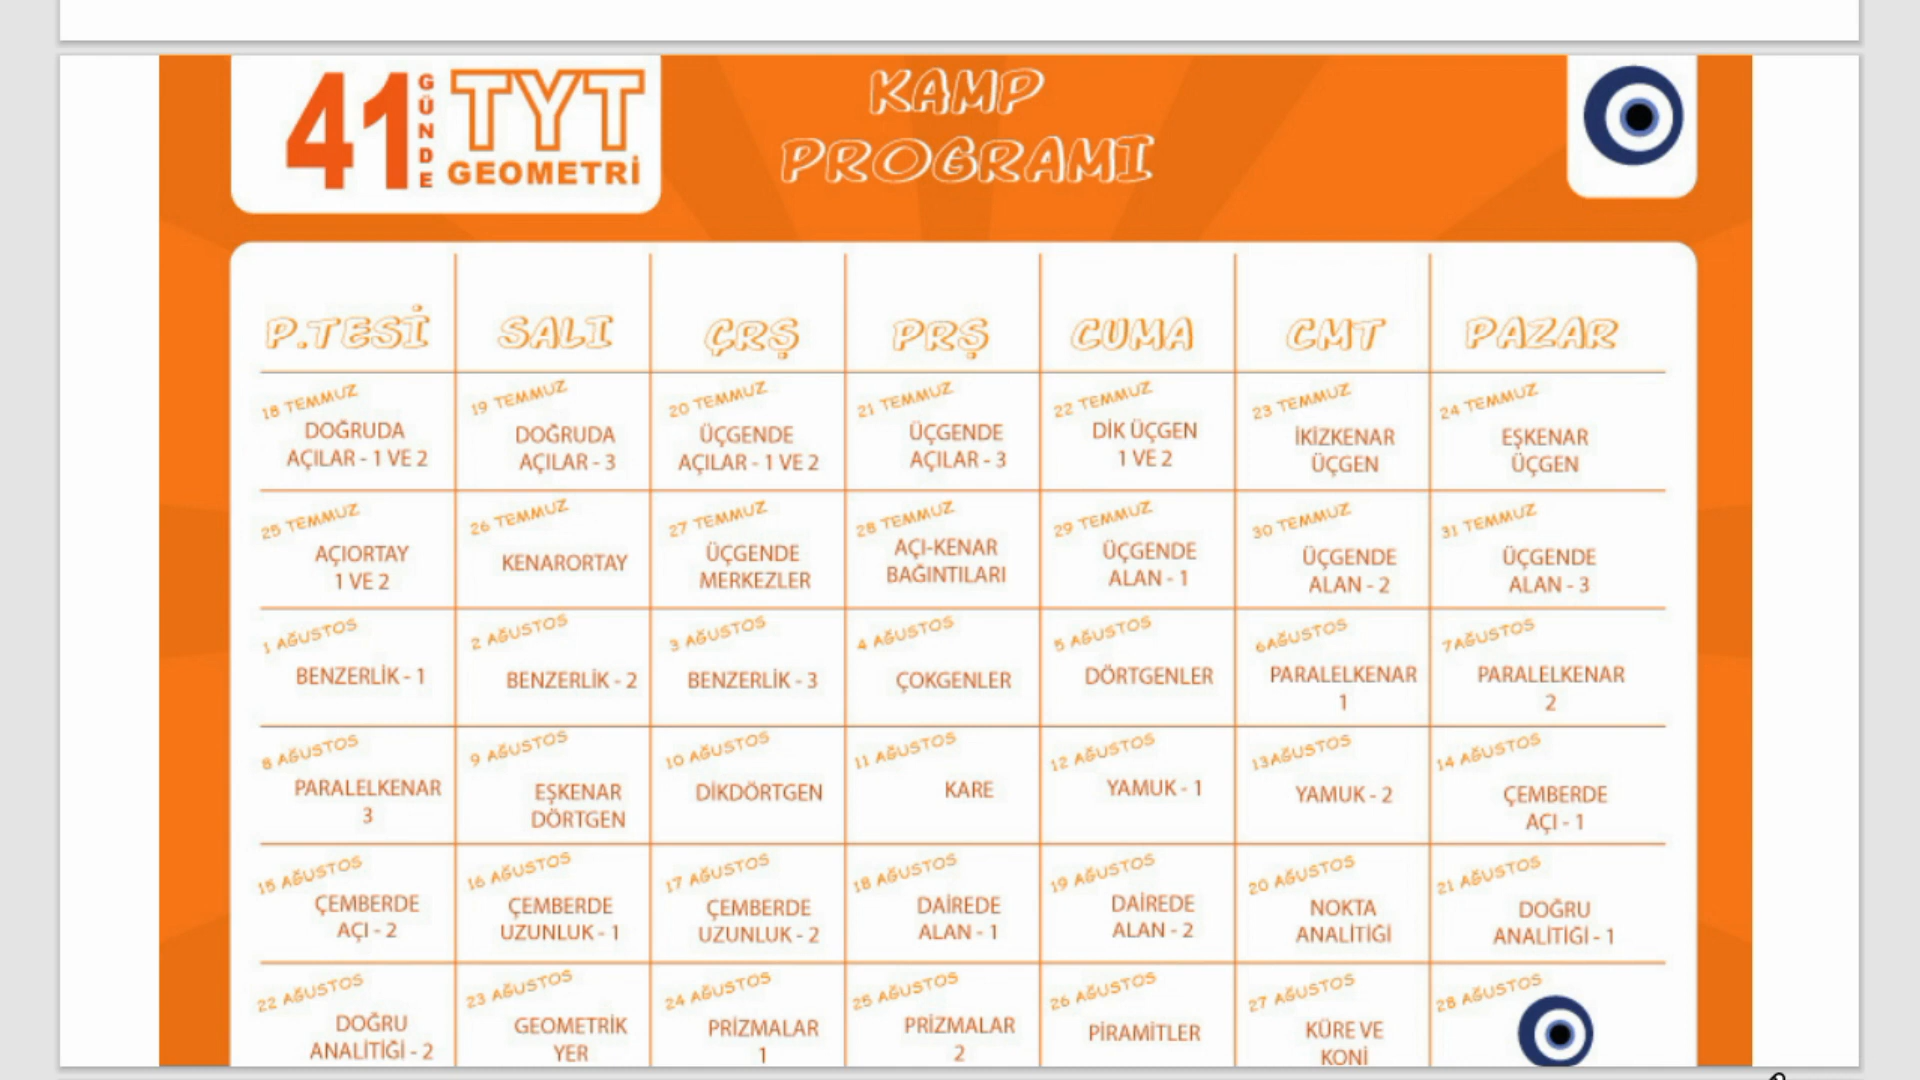 41 GÜNDE TYT
GEOMETRİ
KAMP
PROGRAMI
P.TESİ SALI ÇRŞ PRŞ CUMA CMT PAZAR
18 TEMMUZ
DOĞRUDA
AÇILAR - 1 VE 2
19 TEMMUZ
DOĞRUDA
AÇILAR - 3
20 TEMMUZ
ÜÇGENDE
AÇILAR - 1 VE 2
21 TEMMUZ
ÜÇGENDE
AÇILAR - 3
22 TEMMUZ
DİK ÜÇGEN
1 VE 2
23 TEMMUZ
İKİZKENAR
ÜÇGEN
24 TEMMUZ
EŞKENAR
ÜÇGEN
25 TEMMUZ
AÇIORTAY
1 VE 2
26 TEMMUZ
KENARORTAY
27 TEMMUZ
ÜÇGENDE
MERKEZLER
28 TEMMUZ
AÇI-KENAR
BAĞINTILARI
29 TEMMUZ
ÜÇGENDE
ALAN - 1
30 TEMMUZ
ÜÇGENDE
ALAN - 2
31 TEMMUZ
ÜÇGENDE
ALAN - 3
1 AĞUSTOS
BENZERLİK - 1
2 AĞUSTOS
BENZERLİK - 2
3 AĞUSTOS
BENZERLİK - 3
4 AĞUSTOS
ÇOKGENLER
5 AĞUSTOS
DÖRTGENLER
6AĞUSTOS
PARALELKENAR
1
7AĞUSTOS
PARALELKENAR
2
8 AĞUSTOS
PARALELKENAR
3
9 AĞUSTOS
EŞKENAR
DÖRTGEN
10 AĞUSTOS
DİKDÖRTGEN
11 AĞUSTOS
KARE
12 AĞUSTOS
YAMUK - 1
13AĞUSTOS
YAMUK - 2
14 AĞUSTOS
ÇEMBERDE
AÇI - 1
15 AĞUSTOS
ÇEMBERDE
AÇI - 2
16 AĞUSTOS
ÇEMBERDE
UZUNLUK - 1
17 AĞUSTOS
ÇEMBERDE
UZUNLUK - 2
18 AĞUSTOS
DAİREDE
ALAN - 1
19 AĞUSTOS
DAİREDE
ALAN - 2
20 AĞUSTOS
NOKTA
ANALİTİĞİ
21 AĞUSTOS
DOĞRU
ANALİTİĞİ - 1
22 AĞUSTOS
DOĞRU
ANALİTİĞİ - 2
23 AĞUSTOS
GEOMETRİK
YER
24 AĞUSTOS
PRİZMALAR
1
25 AĞUSTOS
PRİZMALAR
2
26 AĞUSTOS
PİRAMİTLER
27 AĞUSTOS
KÜRE VE
KONİ
28 AĞUSTOS